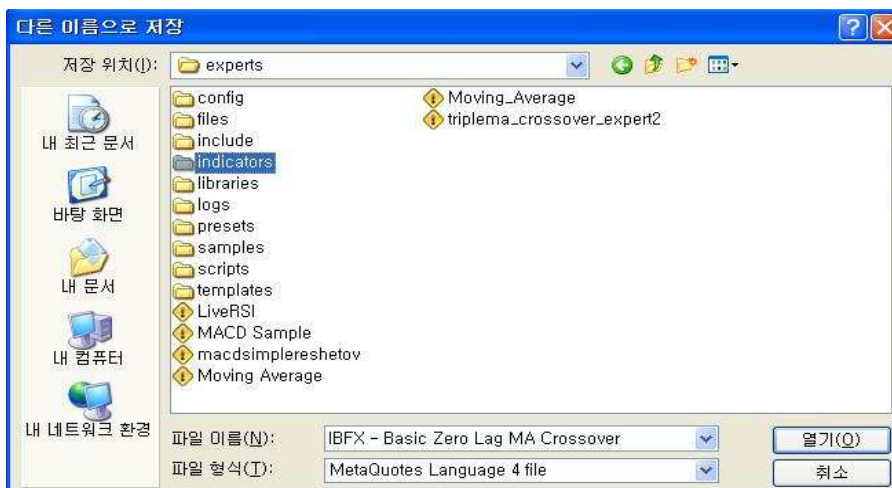 다른 이름으로 저장
저장 위치(I): experts
내 최근 문서
바탕 화면
내 문서
내 컴퓨터
내 네트워크 환경
config
files
include
indicators
libraries
logs
presets
samples
scripts
templates
LiveRSI
MACD Sample
macdsimplereshetov
Moving Average
Moving_Average
triplema_crossover_expert2
파일 이름(N): IBFX - Basic Zero Lag MA Crossover 열기(O)
파일 형식(T): MetaQuotes Language 4 file 취소